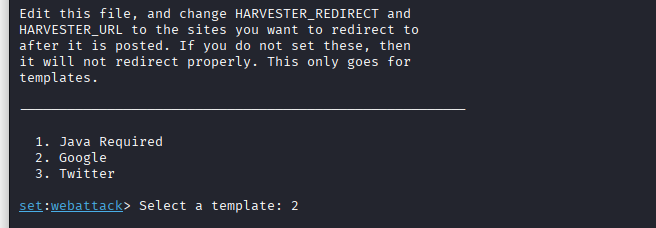 Edit this file, and change HARVESTER_REDIRECT and
HARVESTER_URL to the sites you want to redirect to
after it is posted. If you do not set these, then
it will not redirect properly. This only goes for
templates.
1. Java Required
2. Google
3. Twitter
set:webattack> Select a template: 2